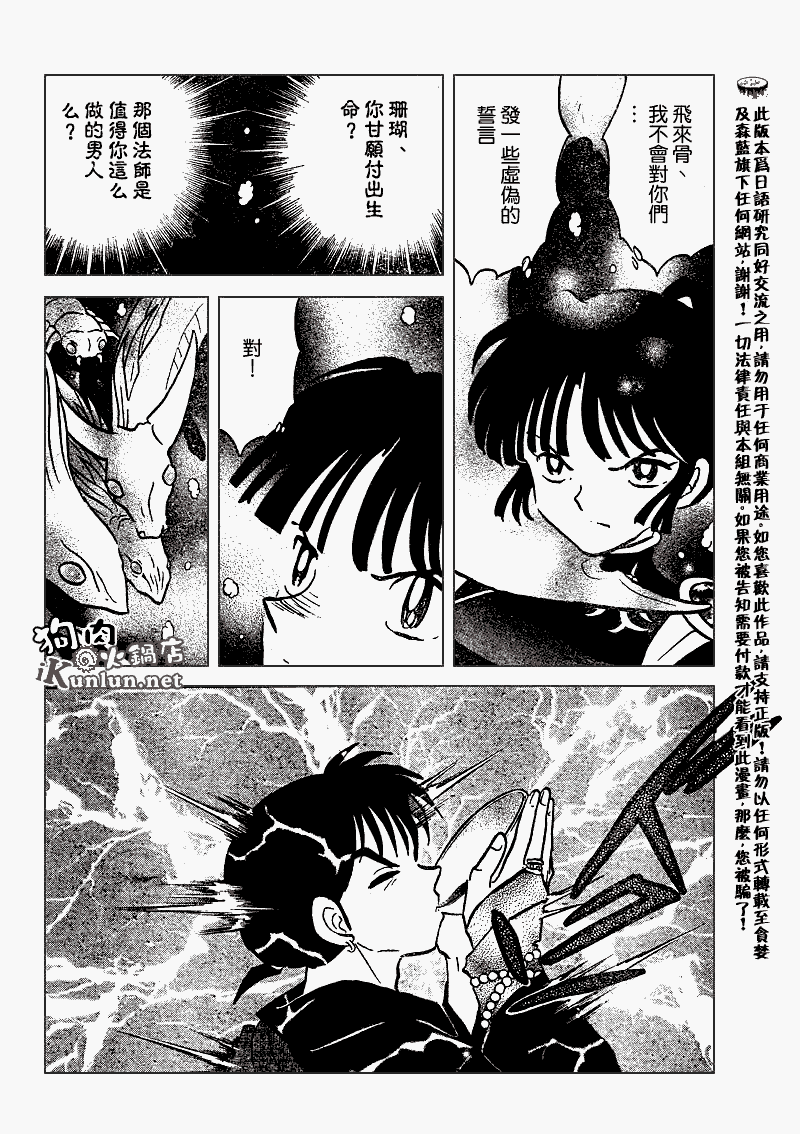 飛來骨、
我不會對你們
…
發一些虛偽的
誓言
珊瑚、
你甘願付出生
命？
那個法師是
值得你這么
做的男人
么？
對！
狗肉
火鍋店
iKunlun.net
此版本爲日語研究同好交流之用，請勿用于任何商業用途。如您喜歡此作品，請支持正版！請勿以任何形式轉載至貪婪
及森藍旗下任何網站，謝謝！一切法律責任與本組無關。如果您被告知需要付款才能看到此漫畫，那麼，您被騙了！